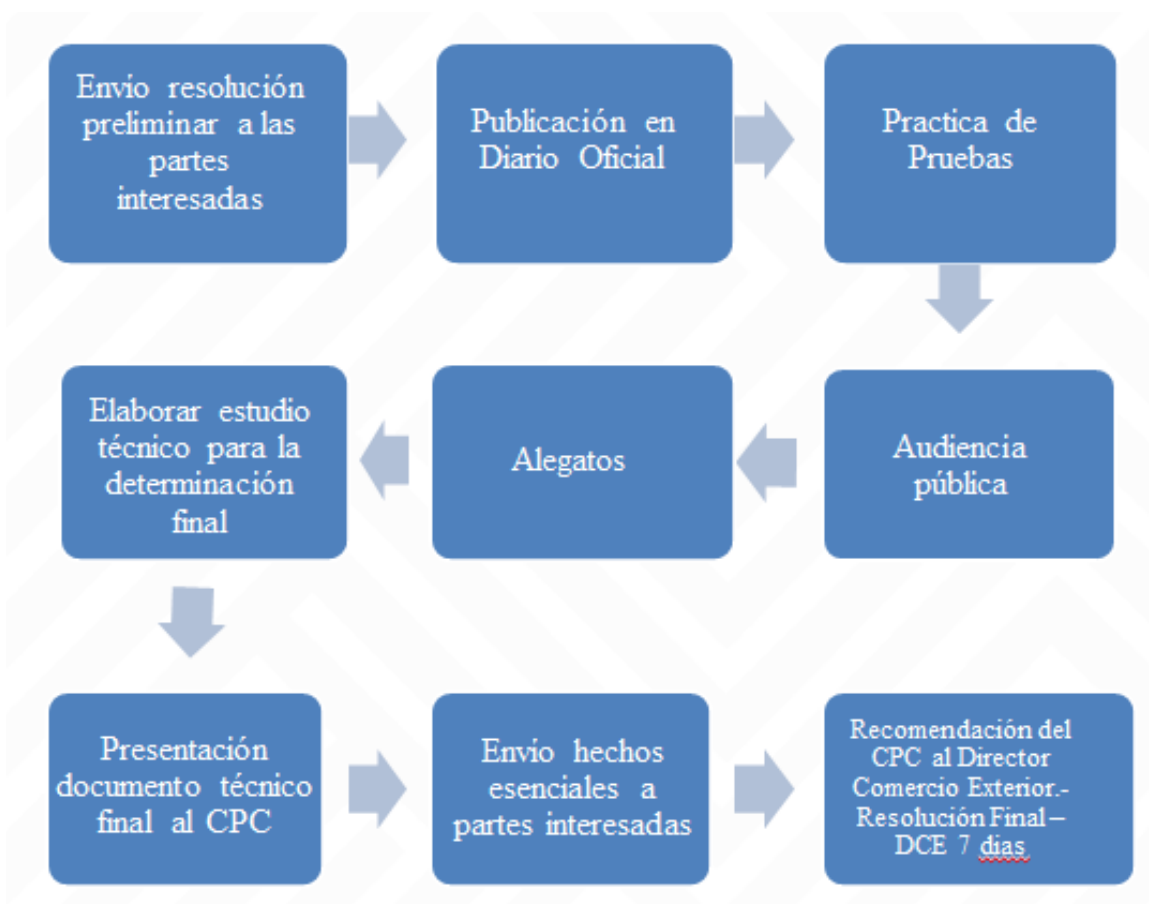 Envío resolución
preliminar a las
partes
interesadas
Publicación en
Diario Oficial
Practica de
Pruebas
Audiencia
pública
Alegatos
Elaborar estudio
técnico para la
determinación
final
Presentación
documento técnico
final al CPC
Envío hechos
esenciales a
partes interesadas
Recomendación del
CPC al Director
Comercio Exterior.-
Resolución Final –
DCE 7 dias